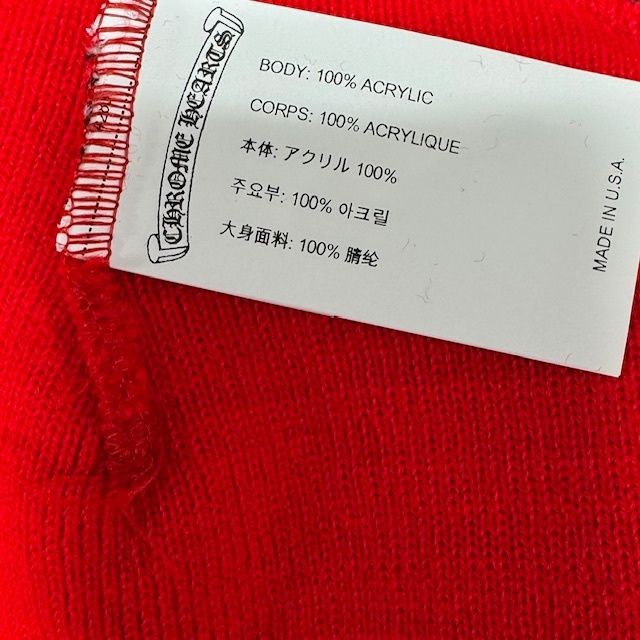 CHROME HEARTS
BODY: 100% ACRYLIC
CORPS: 100% ACRYLIQUE
本体: アクリル 100%
주요부: 100% 아크릴
大身面料: 100% 腈纶
MADE IN U.S.A.